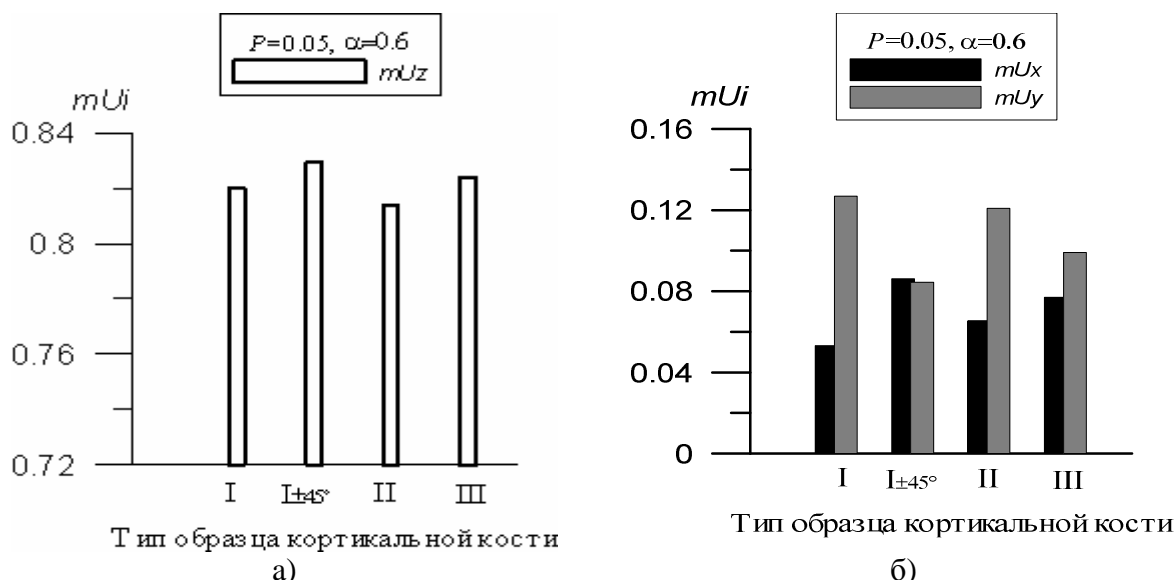 P=0.05, α=0.6
mUz
mUi
0.84
0.8
0.76
0.72
I I±45° II III
Тип образца кортикальной кости
а)
P=0.05, α=0.6
mUx
mUy
mUi
0.16
0.12
0.08
0.04
0
I I±45° II III
Тип образца кортикальной кости
б)